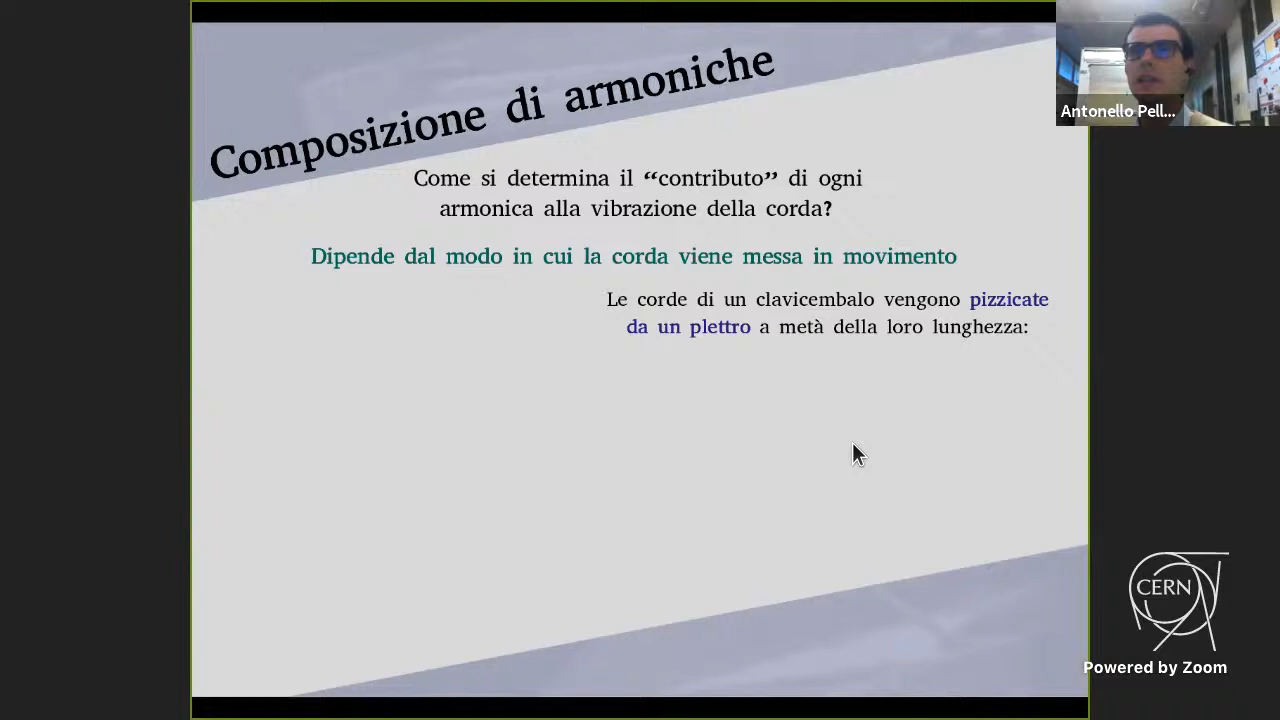 Composizione di armoniche
Come si determina il “contributo” di ogni
armonica alla vibrazione della corda?
Dipende dal modo in cui la corda viene messa in movimento
Le corde di un clavicembalo vengono pizzicate
da un plettro a metà della loro lunghezza:
Antonello Pell...
CERN
Powered by Zoom